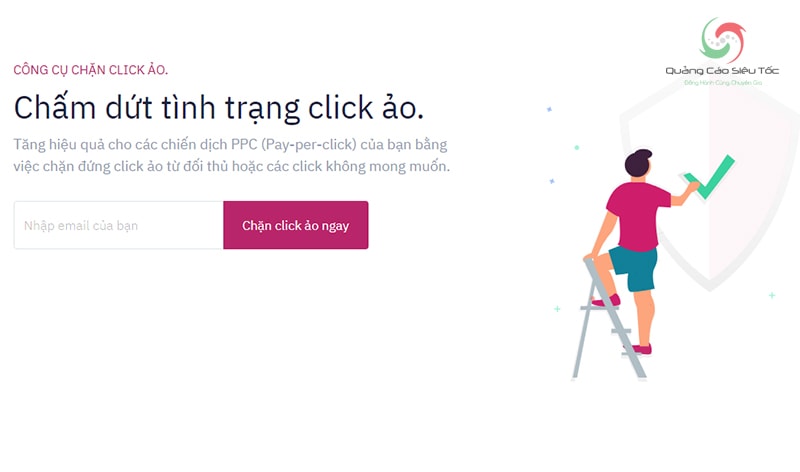 CÔNG CỤ CHẶN CLICK ẢO.
Chấm dứt tình trạng click ảo.
Tăng hiệu quả cho các chiến dịch PPC (Pay-per-click) của bạn bằng
việc chặn đứng click ảo từ đối thủ hoặc các click không mong muốn.
Nhập email của bạn
Chặn click ảo ngay
Quảng Cáo Siêu Tốc
Đồng Hành Cùng Chuyên Gia